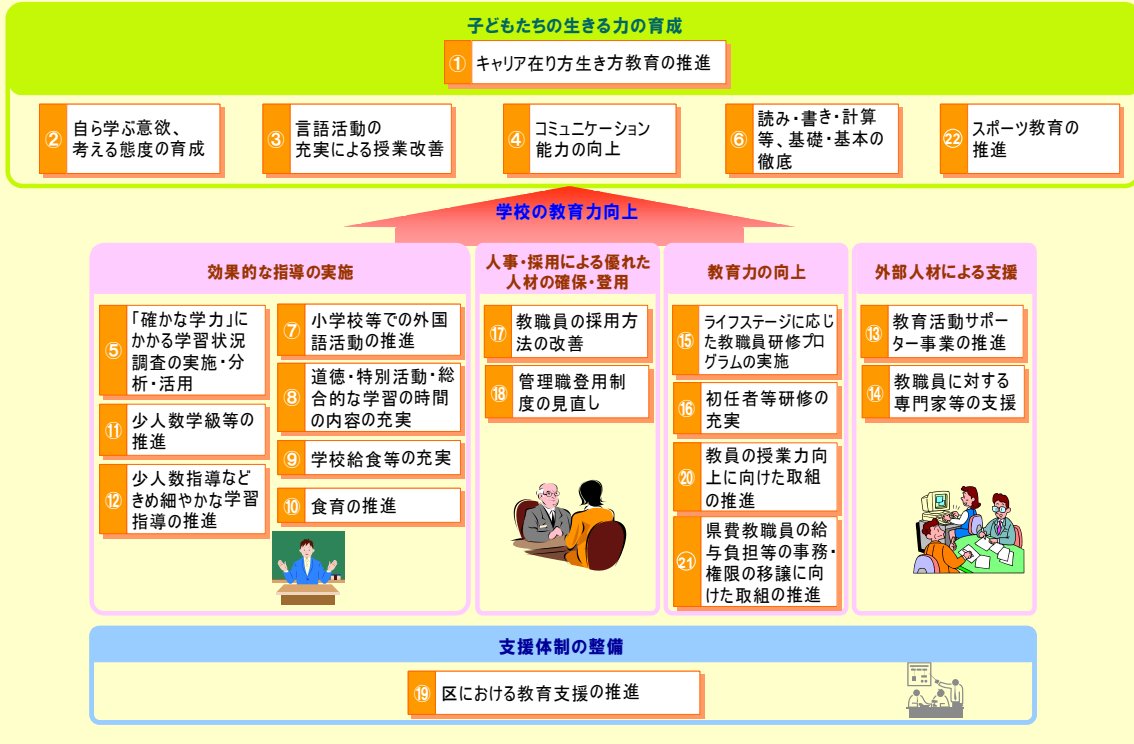 子どもたちの生きる力の育成
① キャリア在り方生き方教育の推進
② 自ら学ぶ意欲、
考える態度の育成
③ 言語活動の
充実による授業改善
④ コミュニケーション
能力の向上
⑥ 読み・書き・計算
等、基礎・基本の
徹底
㉒ スポーツ教育の
推進
学校の教育力向上
効果的な指導の実施
⑤ 「確かな学力」に
かかる学習状況
調査の実施・分
析・活用
⑪ 少人数学級等の
推進
⑫ 少人数指導など
きめ細やかな学習
指導の推進
⑦ 小学校等での外国
語活動の推進
⑧ 道徳・特別活動・総
合的な学習の時間
の内容の充実
⑨ 学校給食等の充実
⑩ 食育の推進
人事・採用による優れた
人材の確保・登用
⑰ 教職員の採用方
法の改善
⑱ 管理職登用制
度の見直し
教育力の向上
⑮ ライフステージに応じ
た教職員研修プロ
グラムの実施
⑯ 初任者等研修の
充実
⑳ 教員の授業力向
上に向けた取組
の推進
㉑ 県費教職員の給
与負担等の事務・
権限の移譲に向
けた取組の推進
外部人材による支援
⑬ 教育活動サポー
ター事業の推進
⑭ 教職員に対する
専門家等の支援
支援体制の整備
⑲ 区における教育支援の推進